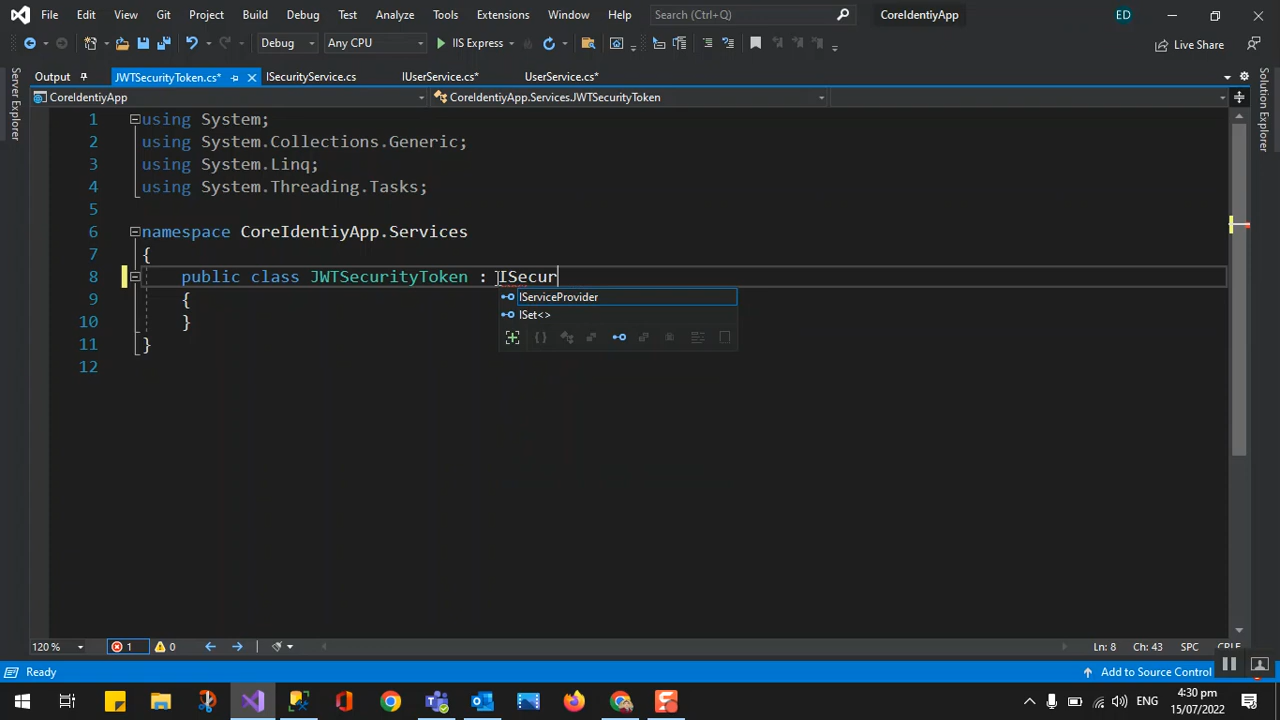 File Edit View Git Project Build Debug Test Analyze Tools Extensions Window Help Search (Ctrl+Q) CoreIdentiyApp ED
Debug Any CPU IIS Express Live Share
Output JWTSecurityToken.cs* ISecurityService.cs IUserService.cs* UserService.cs*
CoreIdentiyApp CoreIdentiyApp.Services.JWTSecurityToken
Server Explorer
Solution Explorer
1 using System;
2 using System.Collections.Generic;
3 using System.Linq;
4 using System.Threading.Tasks;
5
6 namespace CoreIdentiyApp.Services
7 {
8 public class JWTSecurityToken : ISecur
9 {
IServiceProvider
10 }
ISet<>
11 }
12
120 % 1 0 Ln: 8 Ch: 43 SPC CRLF
Ready Add to Source Control
ENG 4:30 pm
15/07/2022